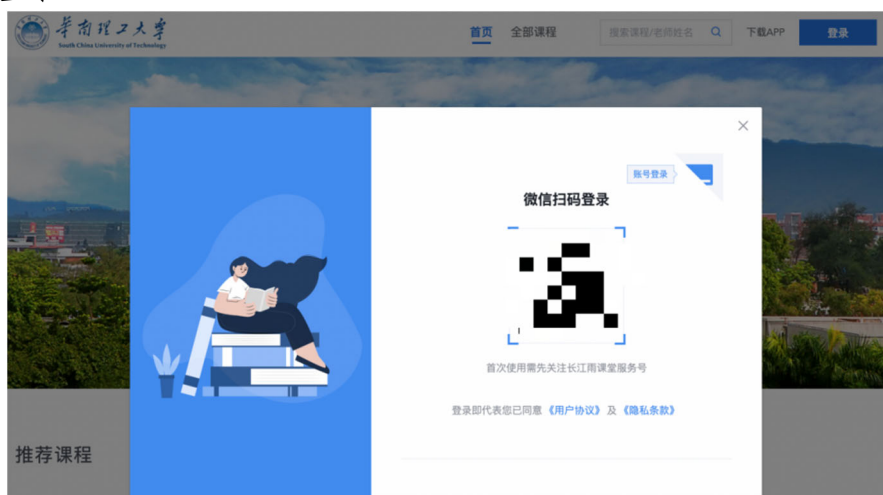 华南理工大学
South China University of Technology
首页 全部课程 搜索课程/老师姓名 下载APP 登录
账号登录
微信扫码登录
首次使用需先关注长江雨课堂服务号
登录即代表您已同意《用户协议》及《隐私条款》
推荐课程